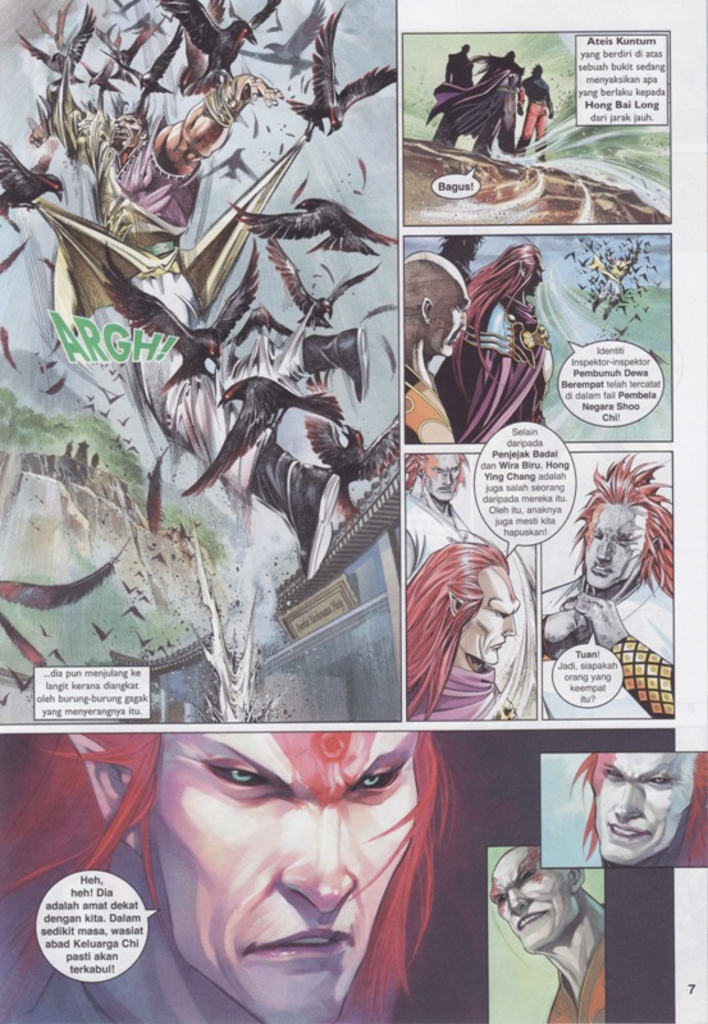 ARGH!
...dia pun menjulang ke
langit kerana diangkat
oleh burung-burung gagak
yang menyerangnya itu.
Ateis Kuntum
yang berdiri di atas
sebuah bukit sedang
menyaksikan apa
yang berlaku kepada
Hong Bai Long
dari jarak jauh.
Bagus!
Identiti
Inspektor-Inspektor
Pembunuh Dewa
Berempat telah tercatat
di dalam fail Pembela
Negara Shoo
Chi!
Selain
daripada
Penjejak Badai
dan Wira Biru, Hong
Ying Chang adalah
juga salah seorang
daripada mereka itu.
Oleh itu, anaknya
juga mesti kita
hapuskan!
Tuan!
Jadi, siapakah
orang yang
keempat
itu?
Heh,
heh! Dia
adalah amat dekat
dengan kita. Dalam
sedikit masa, wasiat
abad Keluarga Chi
pasti akan
terkabul!
7